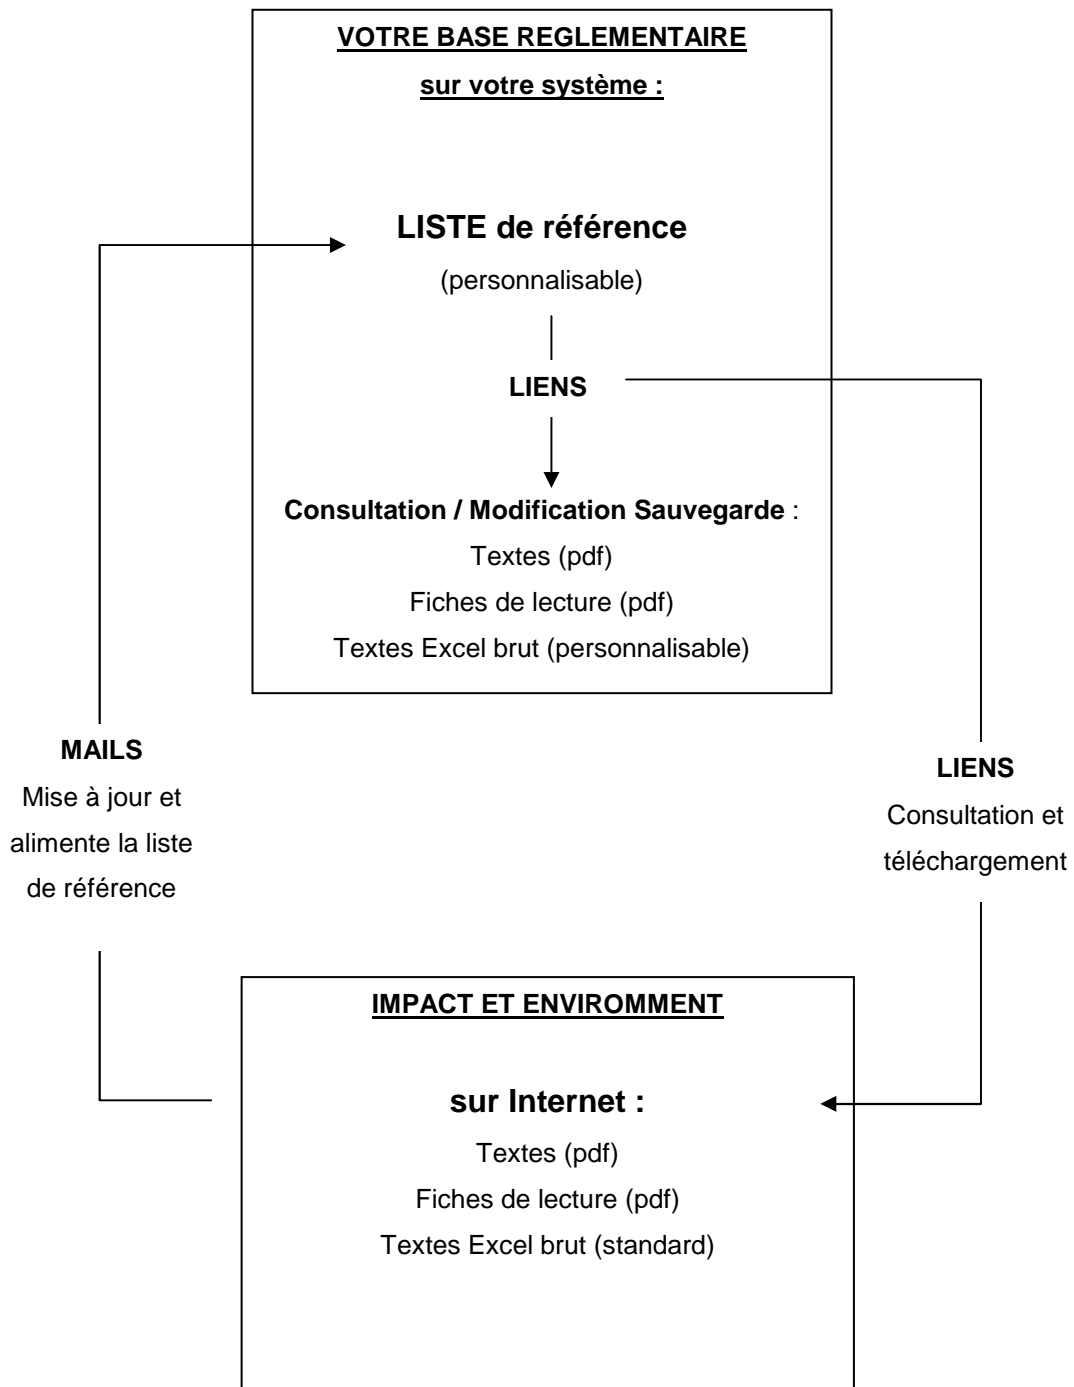 VOTRE BASE REGLEMENTAIRE
sur votre système :
LISTE de référence
(personnalisable)
LIENS
Consultation / Modification Sauvegarde :
Textes (pdf)
Fiches de lecture (pdf)
Textes Excel brut (personnalisable)
MAILS
Mise à jour et
alimente la liste
de référence
LIENS
Consultation et
téléchargement
IMPACT ET ENVIROMMENT
sur Internet :
Textes (pdf)
Fiches de lecture (pdf)
Textes Excel brut (standard)